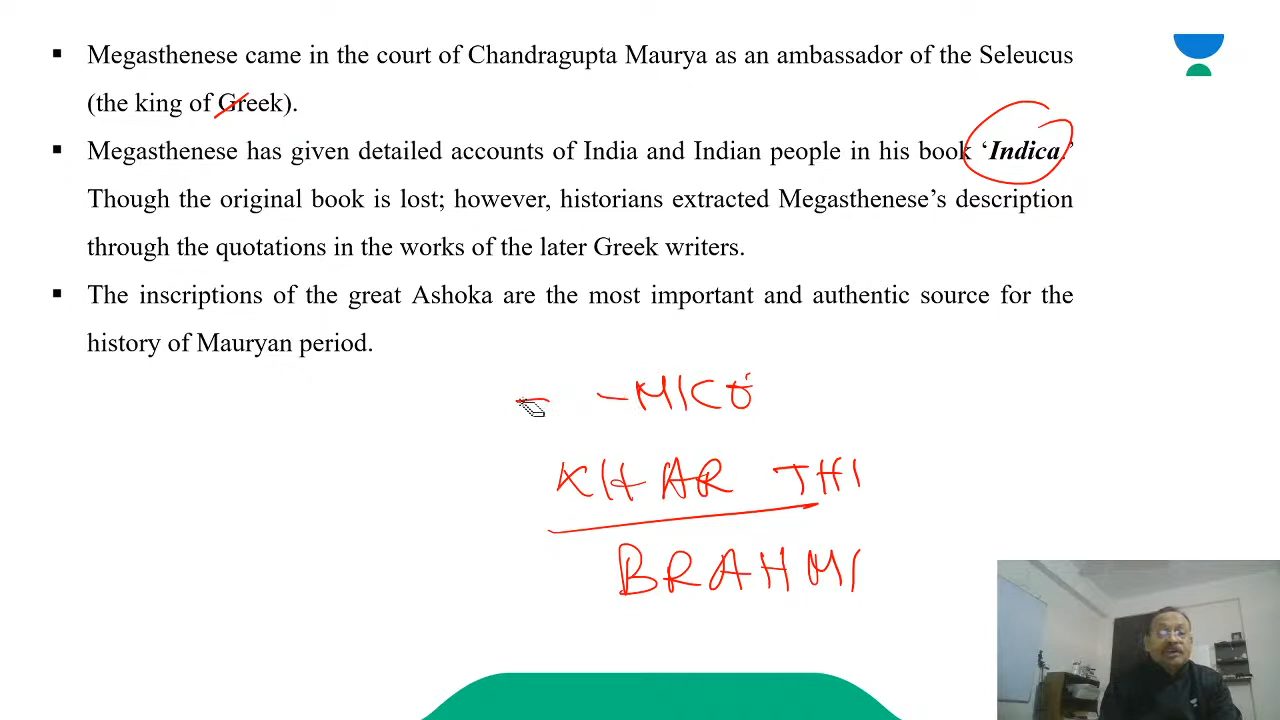 ▪ Megasthenese came in the court of Chandragupta Maurya as an ambassador of the Seleucus
(the king of Greek).
▪ Megasthenese has given detailed accounts of India and Indian people in his book ‘Indica.’
Though the original book is lost; however, historians extracted Megasthenese’s description
through the quotations in the works of the later Greek writers.
▪ The inscriptions of the great Ashoka are the most important and authentic source for the
history of Mauryan period.
KHAR THI
BRAHMI